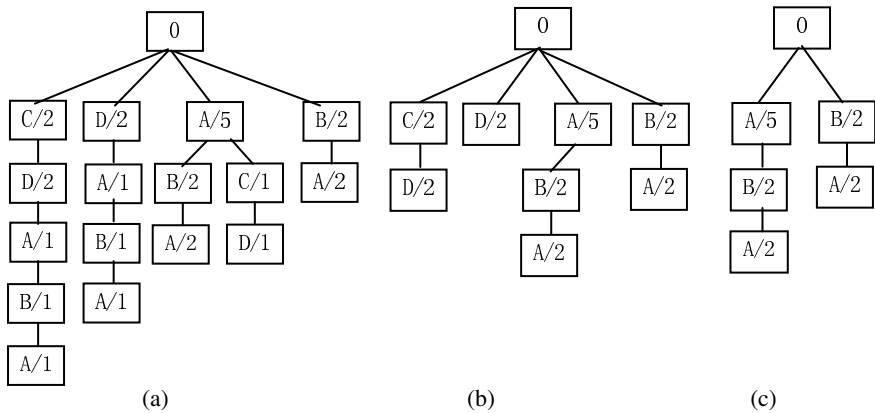 0 0 0
C/2 D/2 A/5 B/2 C/2 D/2 A/5 B/2 A/5 B/2
D/2 A/1 B/2 C/1 A/2 D/2 B/2 A/2 B/2 A/2
A/1 B/1 A/2 D/1 A/2 A/2
B/1 A/1
A/1
(a) (b) (c)